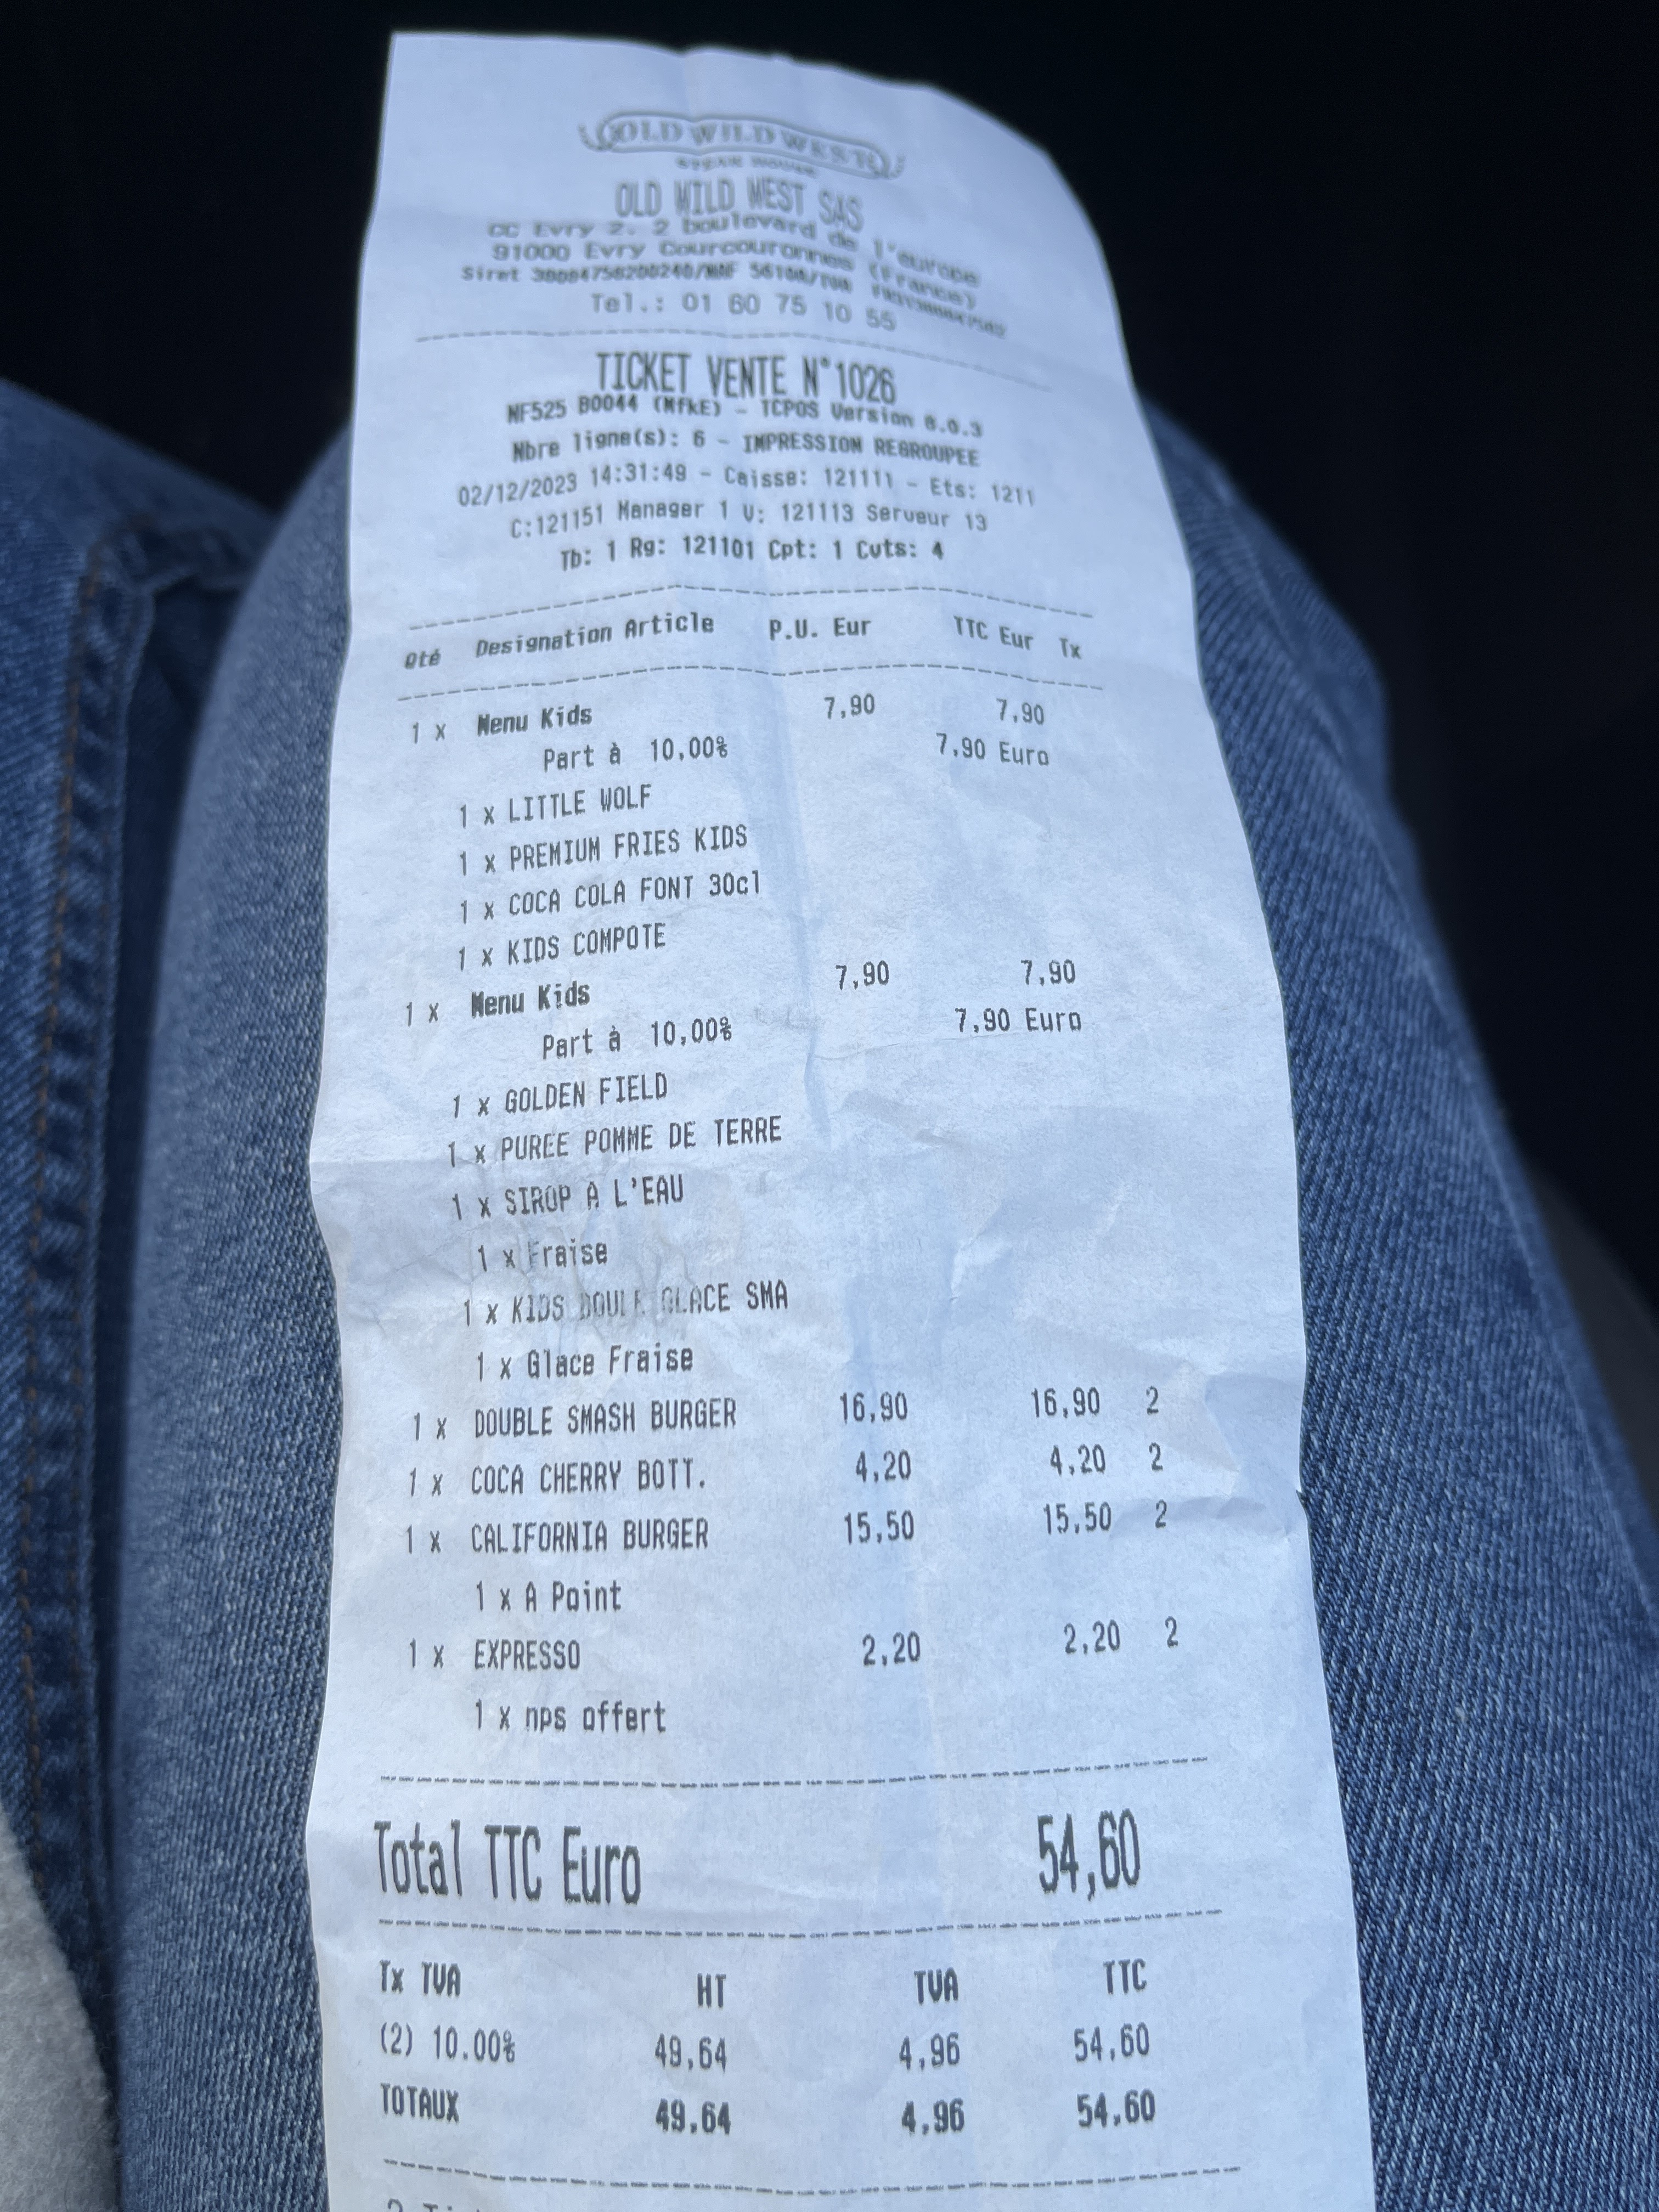 OLD WILD WEST
STEAK HOUSE
OLD WILD WEST SAS
CC Evry 2. 2 boulevard de l'europe
91000 Evry Courcouronnes (France)
Siret
Tel.: 01 60 75 10 55
TICKET VENTE N°1026
NF525 B0044 (MfkE) - TCPOS Version 8.0.3
Nbre ligne(s): 6 - IMPRESSION REGROUPEE
02/12/2023 14:31:49 - Caisse: 121111 - Ets: 1211
C:121151 Manager 1 V: 121113 Serveur 13
Tb: 1 Rg: 121101 Cpt: 1 Cvts: 4
Qté Designation Article P.U. Eur TTC Eur Tx
1 x Menu Kids 7,90 7,90
Part à 10,00% 7,90 Euro
1 x LITTLE WOLF
1 x PREMIUM FRIES KIDS
1 x COCA COLA FONT 30cl
1 x KIDS COMPOTE
1 x Menu Kids 7,90 7,90
Part à 10,00% 7,90 Euro
1 x GOLDEN FIELD
1 x PUREE POMME DE TERRE
1 x SIROP A L'EAU
1 x Fraise
1 x KIDS GLACE SMA
1 x Glace Fraise
1 x DOUBLE SMASH BURGER 16,90 16,90 2
1 x COCA CHERRY BOTT. 4,20 4,20 2
1 x CALIFORNIA BURGER 15,50 15,50 2
1 x A Point
1 x EXPRESSO 2,20 2,20 2
1 x nps offert
Total TTC Euro 54,60
Tx TVA HT TVA TTC
(2) 10.00% 49,64 4,96 54,60
TOTAUX 49,64 4,96 54,60